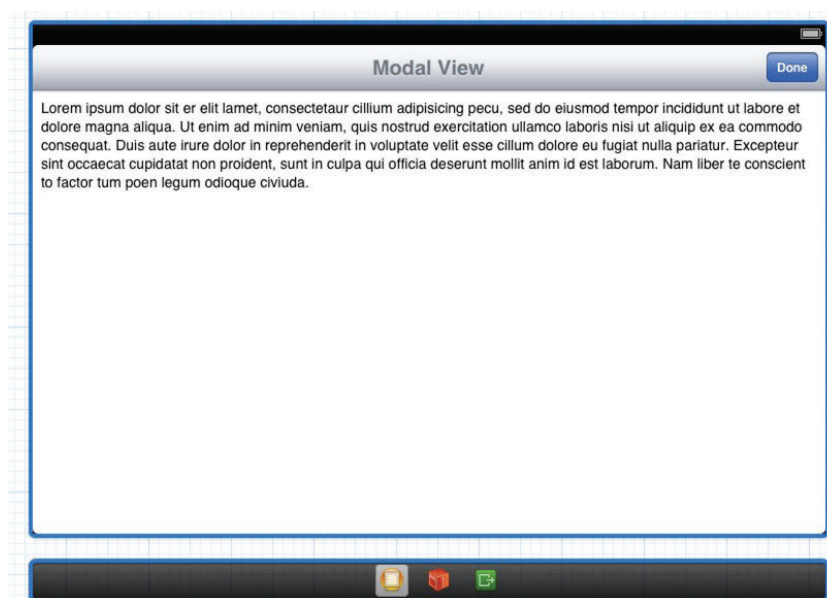 Modal View
Done
Lorem ipsum dolor sit er elit lamet, consectetaur cillium adipisicing pecu, sed do eiusmod tempor incididunt ut labore et
dolore magna aliqua. Ut enim ad minim veniam, quis nostrud exercitation ullamco laboris nisi ut aliquip ex ea commodo
consequat. Duis aute irure dolor in reprehenderit in voluptate velit esse cillum dolore eu fugiat nulla pariatur. Excepteur
sint occaecat cupidatat non proident, sunt in culpa qui officia deserunt mollit anim id est laborum. Nam liber te conscient
to factor tum poen legum odioque civiuda.